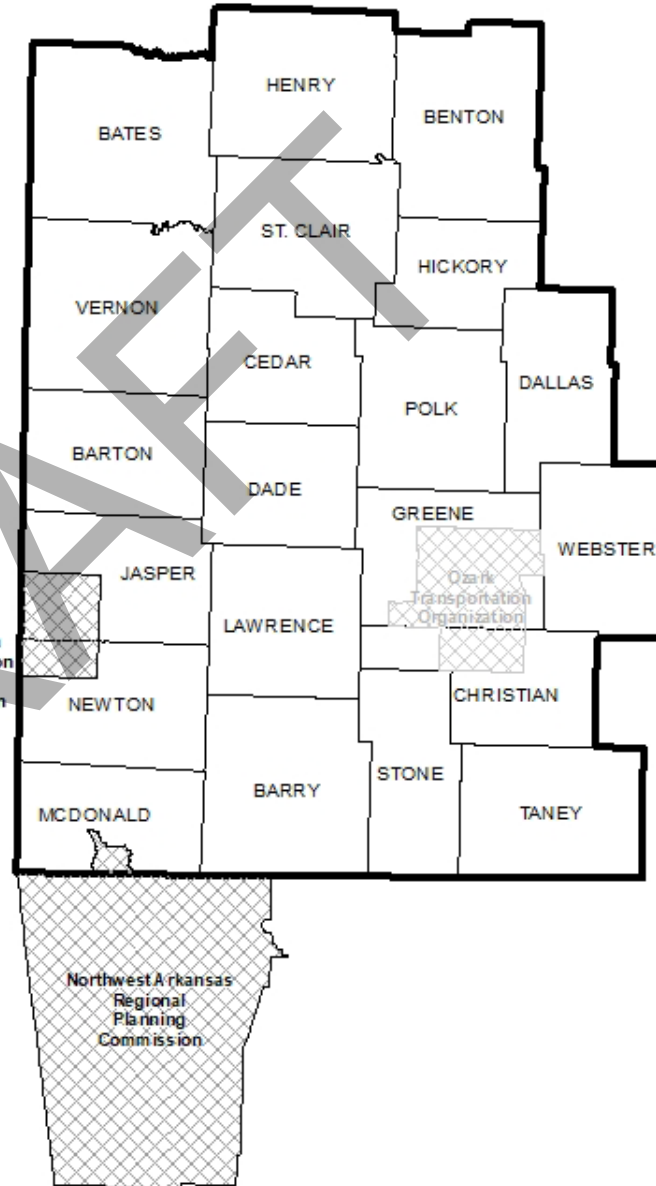 HENRY
BENTON
BATES
ST. CLAIR
HICKORY
VERNON
CEDAR
DALLAS
POLK
BARTON
DADE
GREENE
WEBSTER
JASPER
Ozark
Transportation
Organization
LAWRENCE
NEWTON
CHRISTIAN
STONE
BARRY
TANEY
MCDONALD
Northwest Arkansas
Regional
Planning
Commission
AFT